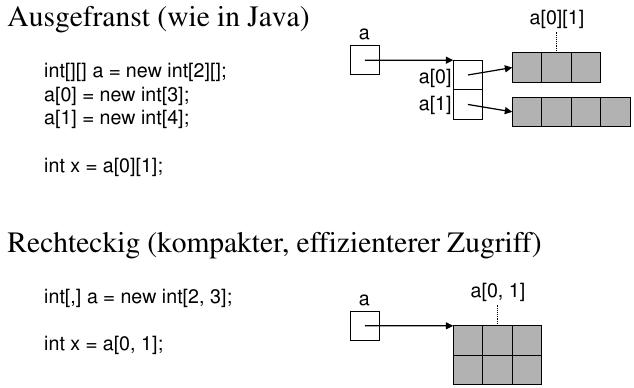 Ausgefranst (wie in Java)
int[][] a = new int[2][];
a[0] = new int[3];
a[1] = new int[4];
int x = a[0][1];
a
a[0][1]
a[0]
a[1]
Rechteckig (kompakter, effizienterer Zugriff)
int[,] a = new int[2, 3];
int x = a[0, 1];
a
a[0, 1]